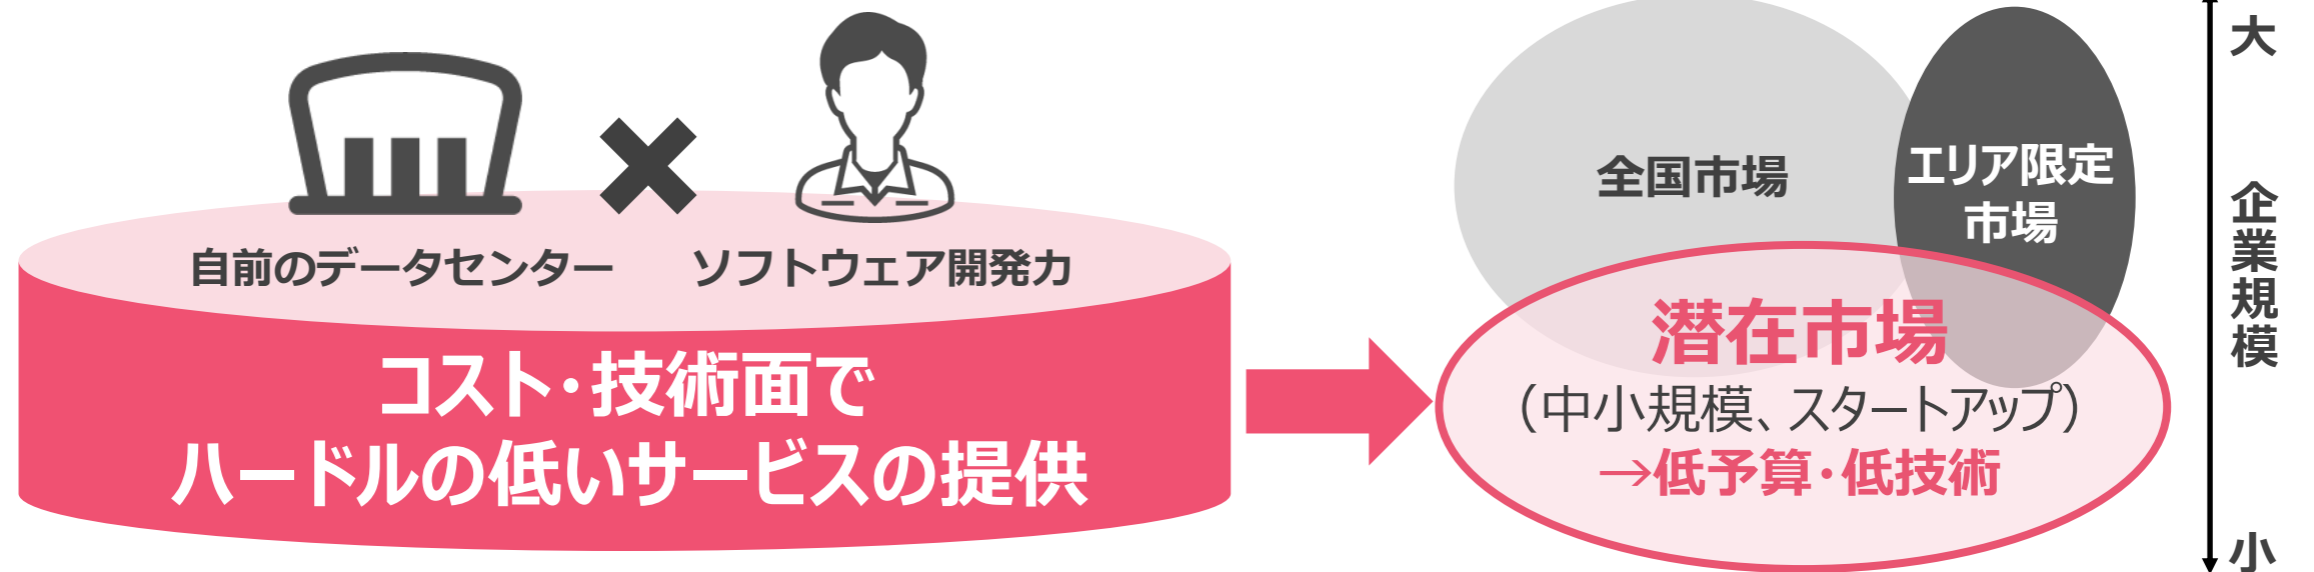 自前のデータセンター
ソフトウェア開発力
コスト・技術面で
ハードルの低いサービスの提供
全国市場
エリア限定
市場
潜在市場
（中小規模、スタートアップ）
→低予算・低技術
大
企業規模
小